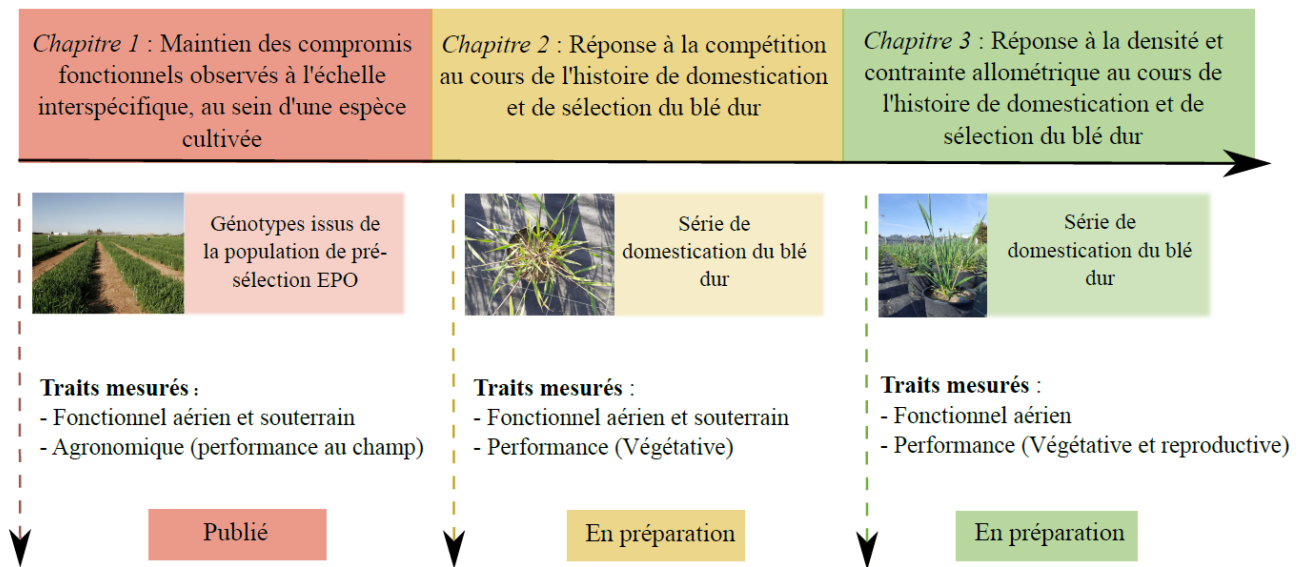 Chapitre 1 : Maintien des compromis
fonctionnels observés à l'échelle
interspécifique, au sein d'une espèce
cultivée
Chapitre 2 : Réponse à la compétition
au cours de l'histoire de domestication
et de sélection du blé dur
Chapitre 3 : Réponse à la densité et
contrainte allométrique au cours de
l'histoire de domestication et de
sélection du blé dur
Génotypes issus de
la population de pré-
sélection EPO
Série de
domestication du blé
dur
Série de
domestication du blé
dur
Traits mesurés :
- Fonctionnel aérien et souterrain
- Agronomique (performance au champ)
Traits mesurés :
- Fonctionnel aérien et souterrain
- Performance (Végétative)
Traits mesurés :
- Fonctionnel aérien
- Performance (Végétative et reproductive)
Publié
En préparation
En préparation